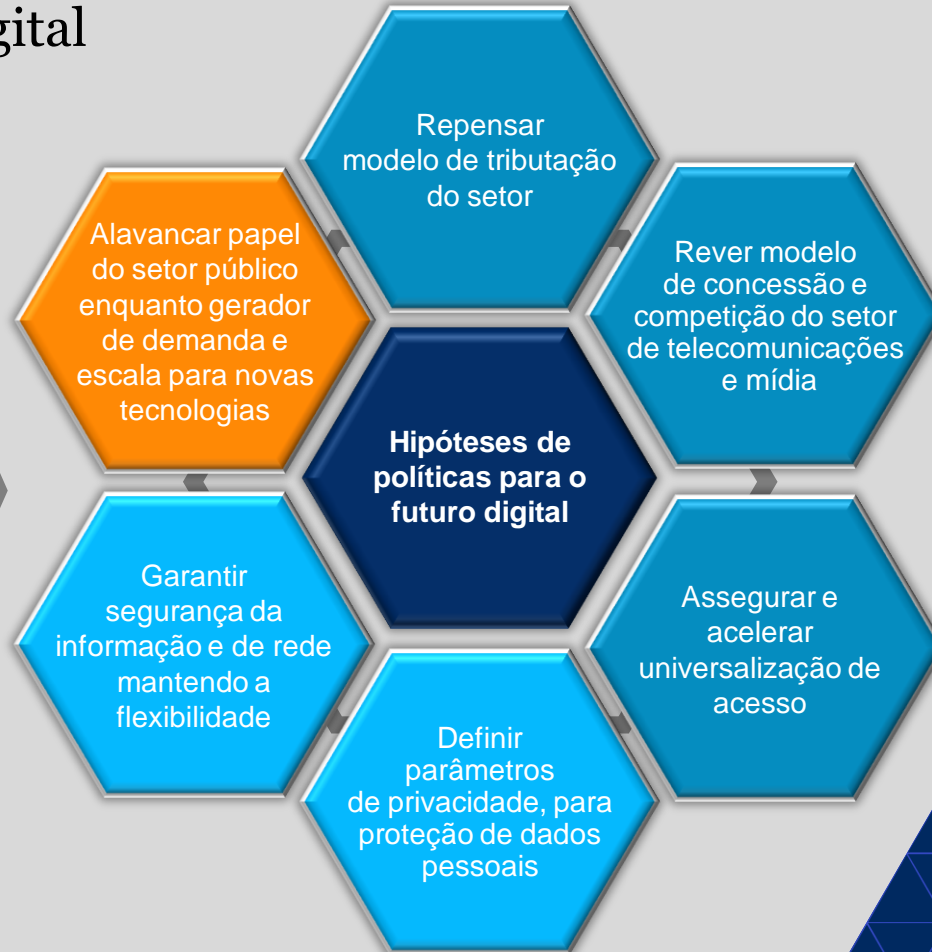 Repensar
modelo de tributação
do setor
Rever modelo
de concessão e
competição do setor
de telecomunicações
e mídia
Assegurar e
acelerar
universalização de
acesso
Definir
parâmetros
de privacidade, para
proteção de dados
pessoais
Garantir
segurança da
informação e de rede
mantendo a
flexibilidade
Alavancar papel
do setor público
enquanto gerador
de demanda e
escala para novas
tecnologias
Hipóteses de
políticas para o
futuro digital